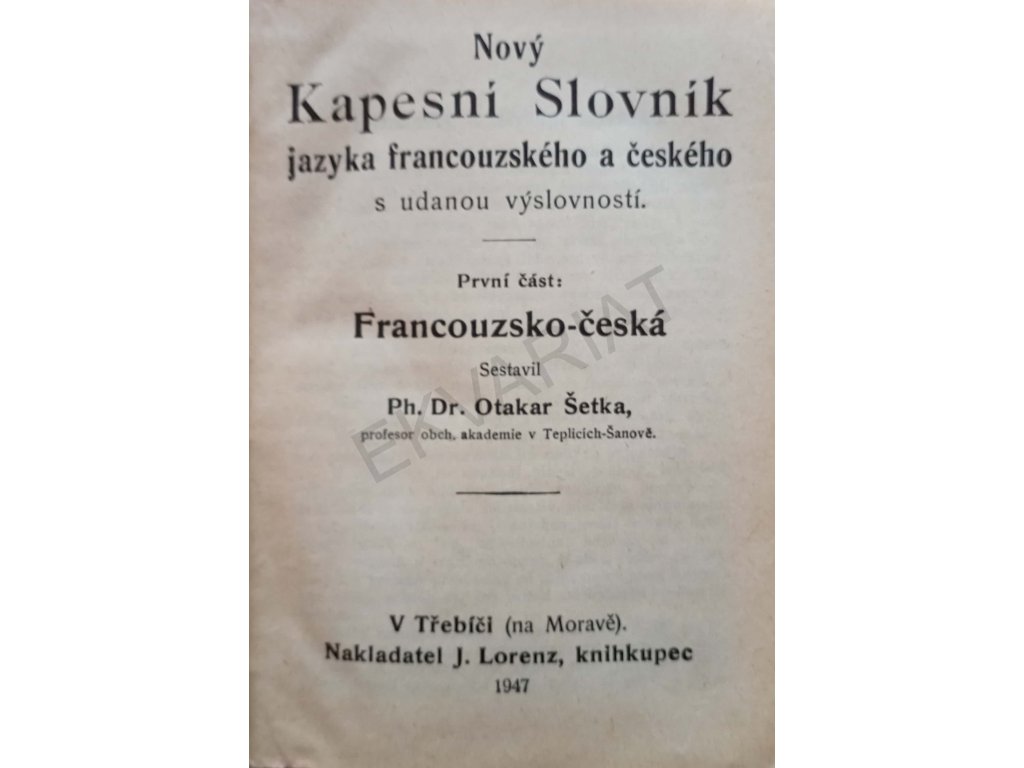 Nový
Kapesní Slovník
jazyka francouzského a českého
s udanou výslovností.
První část:
Francouzsko-česká
Sestavil
Ph. Dr. Otakar Šetka,
profesor obch. akademie v Teplicích-Šanově.
EKVARIAT
V Třebíči (na Moravě).
Nakladatel J. Lorenz, knihkupec
1947